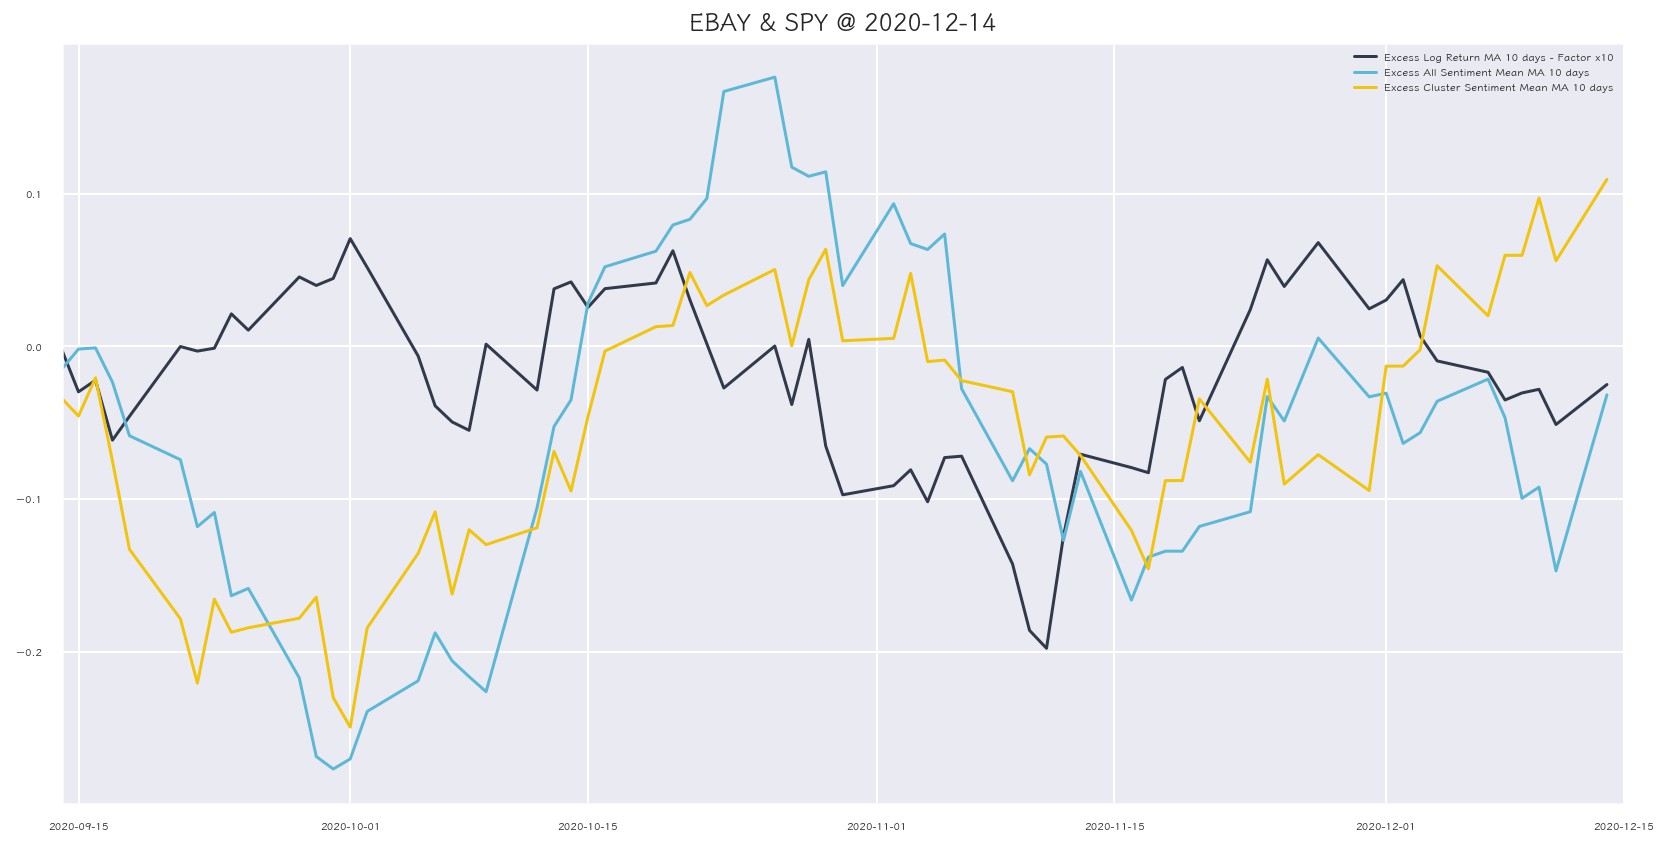 EBAY & SPY @ 2020-12-14
Excess Log Return MA 10 days - Factor x10
Excess All Sentiment Mean MA 10 days
Excess Cluster Sentiment Mean MA 10 days
0.1
0.0
−0.1
−0.2
2020-09-15 2020-10-01 2020-10-15 2020-11-01 2020-11-15 2020-12-01 2020-12-15